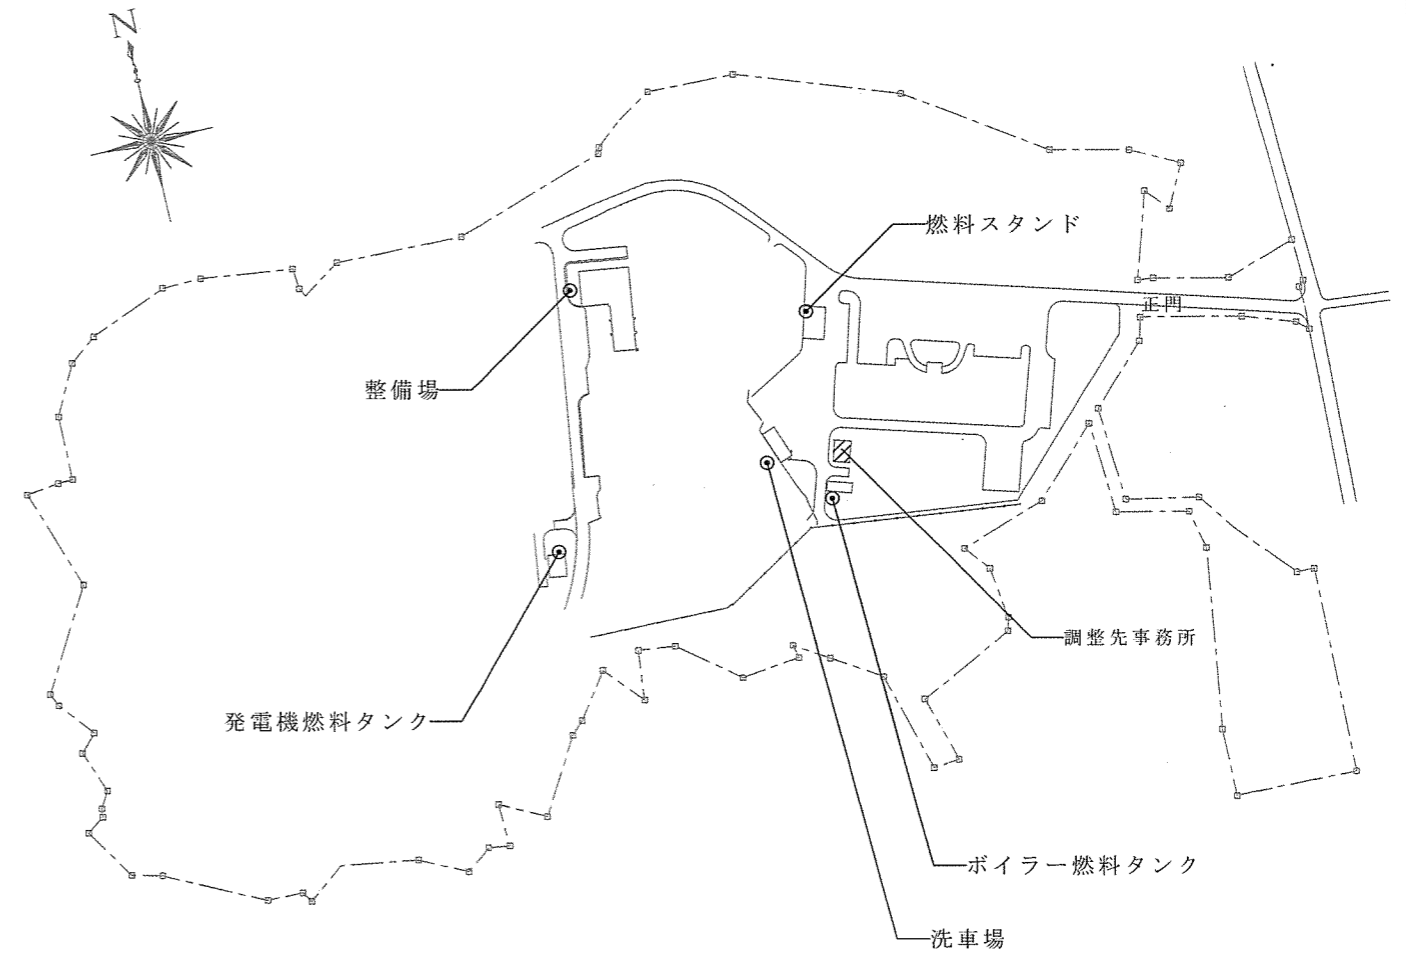 N
燃料スタンド
正門
整備場
調整先事務所
発電機燃料タンク
ボイラー燃料タンク
洗車場